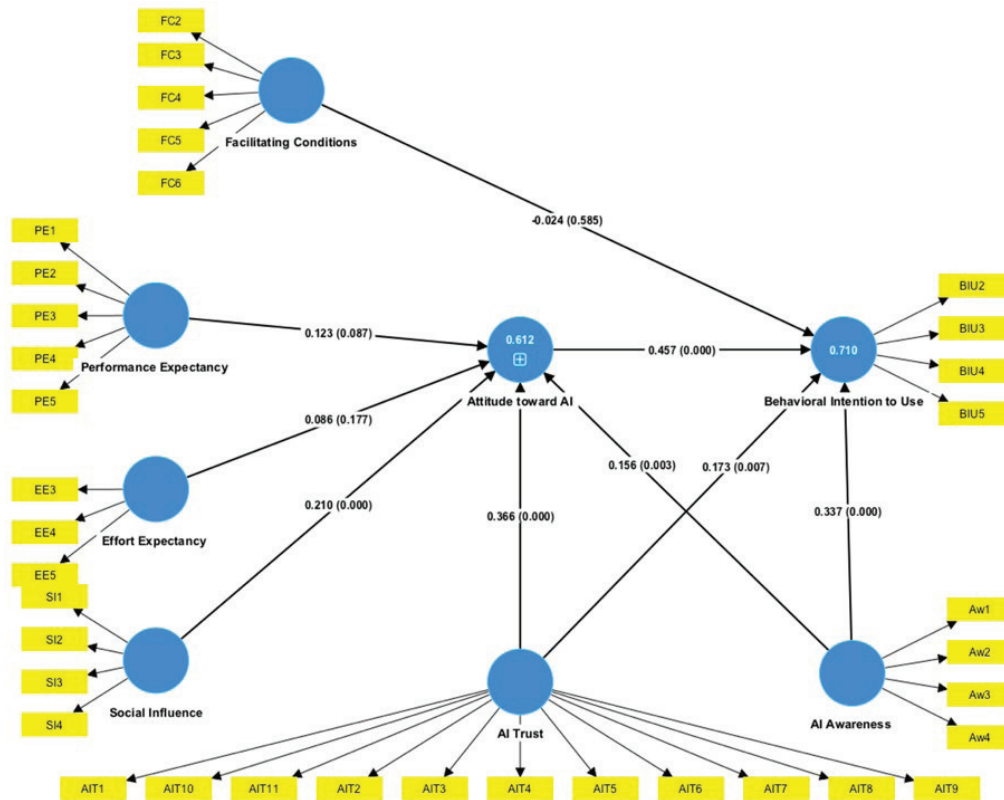 FC2
FC3
FC4
FC5
FC6
Facilitating Conditions
-0.024 (0.585)
PE1
PE2
PE3
PE4
PE5
Performance Expectancy
0.123 (0.087)
0.612
Attitude toward AI
0.457 (0.000)
0.710
Behavioral Intention to Use
BIU2
BIU3
BIU4
BIU5
0.086 (0.177)
EE3
EE4
EE5
Effort Expectancy
0.210 (0.000)
0.366 (0.000)
0.156 (0.003)
0.173 (0.007)
0.337 (0.000)
SI1
SI2
SI3
SI4
Social Influence
AI Trust
AI Awareness
Aw1
Aw2
Aw3
Aw4
AIT1
AIT10
AIT11
AIT2
AIT3
AIT4
AIT5
AIT6
AIT7
AIT8
AIT9